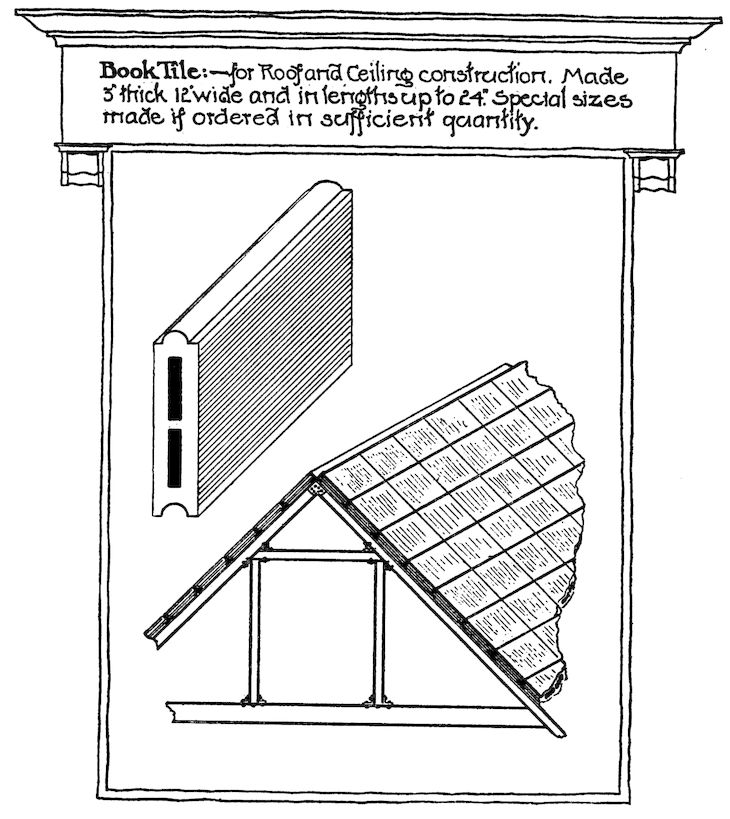 Book Tile:—for Roof and Ceiling construction. Made
3" thick 12" wide and in lengths up to 24". Special sizes
made if ordered in sufficient quantity.